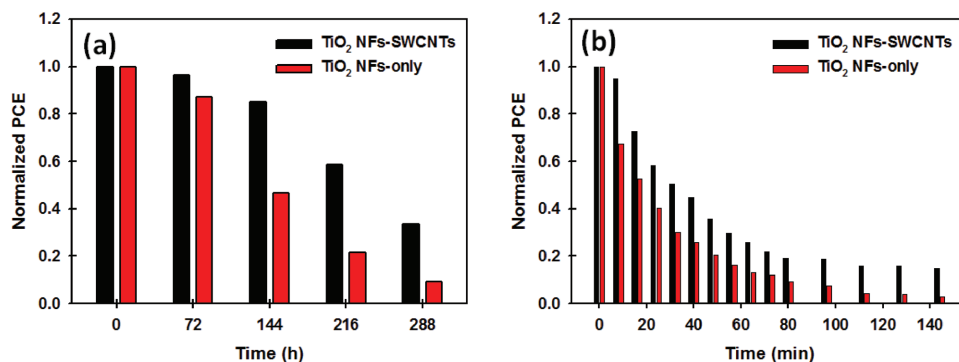 (a)
TiO2 NFs-SWCNTs
TiO2 NFs-only
Normalized PCE
1.2
1.0
0.8
0.6
0.4
0.2
0.0
0 72 144 216 288
Time (h)
(b)
TiO2 NFs-SWCNTs
TiO2 NFs-only
Normalized PCE
1.2
1.0
0.8
0.6
0.4
0.2
0.0
0 20 40 60 80 100 120 140
Time (min)